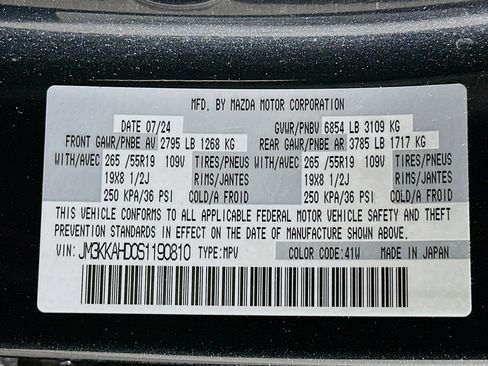 MFD. BY MAZDA MOTOR CORPORATION
DATE 07/24 GVWR/PNBV 6854 LB 3109 KG
FRONT GAWR/PNBE AV 2795 LB 1268 KG REAR GAWR/PNBE AR 3785 LB 1717 KG
WITH/AVEC 265 /55R19 109V TIRES/PNEUS WITH/AVEC 265 /55R19 109V TIRES/PNEUS
19X8 1/2J RIMS/JANTES 19X8 1/2J RIMS/JANTES
250 KPA/36 PSI COLD/A FROID 250 KPA/36 PSI COLD/A FROID
THIS VEHICLE CONFORMS TO ALL APPLICABLE FEDERAL MOTOR VEHICLE SAFETY AND THEFT
PREVENTION STANDARDS IN EFFECT ON THE DATE OF MANUFACTURE SHOWN ABOVE.
VIN: JM3KKAHD0S1190810 TYPE: MPV COLOR CODE: 41W MADE IN JAPAN